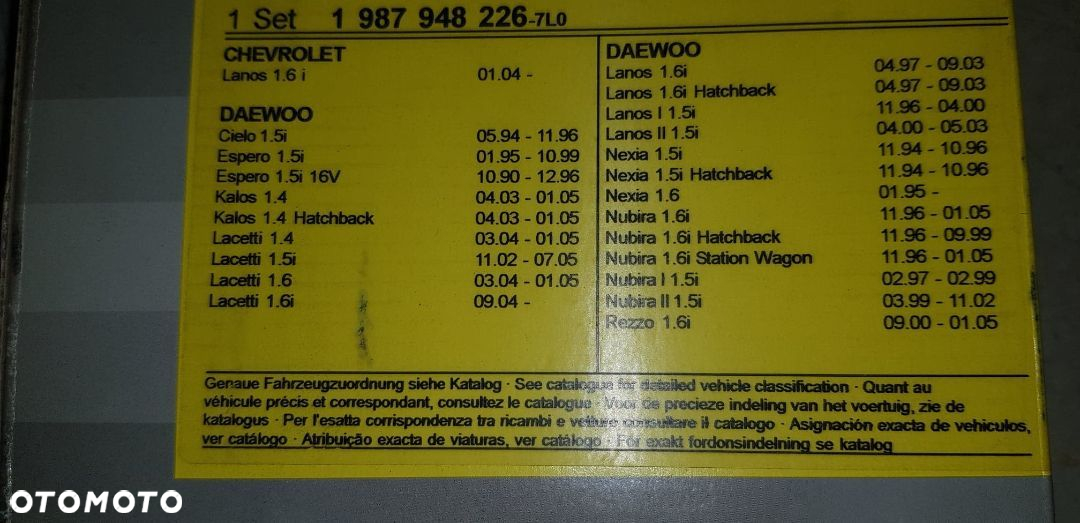 1 Set 1 987 948 226-7L0
CHEVROLET
Lanos 1.6 i 01.04 -
DAEWOO
Cielo 1.5i 05.94 - 11.96
Espero 1.5i 01.95 - 10.99
Espero 1.5i 16V 10.90 - 12.96
Kalos 1.4 04.03 - 01.05
Kalos 1.4 Hatchback 04.03 - 01.05
Lacetti 1.4 03.04 - 01.05
Lacetti 1.5i 11.02 - 07.05
Lacetti 1.6 03.04 - 01.05
Lacetti 1.6i 09.04 -
DAEWOO
Lanos 1.6i 04.97 - 09.03
Lanos 1.6i Hatchback 04.97 - 09.03
Lanos I 1.5i 11.96 - 04.00
Lanos II 1.5i 04.00 - 05.03
Nexia 1.5i 11.94 - 10.96
Nexia 1.5i Hatchback 11.94 - 10.96
Nexia 1.6 01.95 -
Nubira 1.6i 11.96 - 01.05
Nubira 1.6i Hatchback 11.96 - 09.99
Nubira 1.6i Station Wagon 11.96 - 01.05
Nubira I 1.5i 02.97 - 02.99
Nubira II 1.5i 03.99 - 11.02
Rezzo 1.6i 09.00 - 01.05
Genaue Fahrzeugzuordnung siehe Katalog · See catalogue for detailed vehicle classification · Quant au
véhicule précis et correspondant, consultez le catalogue · Voor de precieze indeling van het voertuig, zie de
katalogus · Per l'esatta corrispondenza tra ricambi e vetture consultare il catalogo · Asignación exacta de vehiculos,
ver catálogo · Atribuição exacta de viaturas, ver catálogo · För exakt fordonsindelning se katalog
OTOMOTO